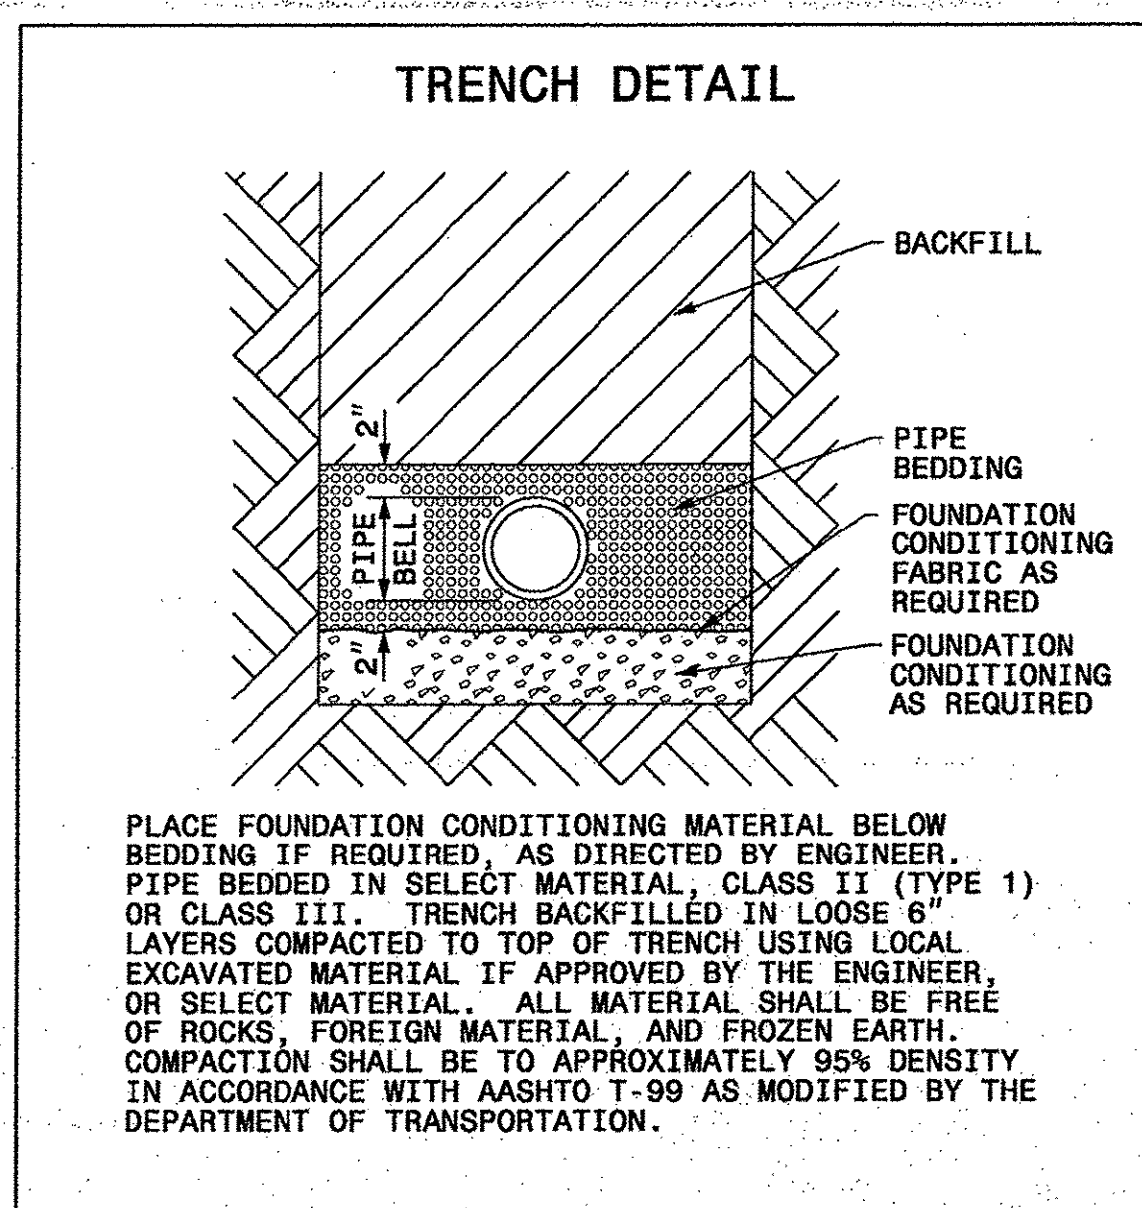 TRENCH DETAIL
BACKFILL
2"
PIPE
BEDDING
PIPE
BELL
FOUNDATION
CONDITIONING
FABRIC AS
REQUIRED
2"
FOUNDATION
CONDITIONING
AS REQUIRED
PLACE FOUNDATION CONDITIONING MATERIAL BELOW
BEDDING IF REQUIRED, AS DIRECTED BY ENGINEER.
PIPE BEDDED IN SELECT MATERIAL, CLASS II (TYPE 1)
OR CLASS III. TRENCH BACKFILLED IN LOOSE 6"
LAYERS COMPACTED TO TOP OF TRENCH USING LOCAL
EXCAVATED MATERIAL IF APPROVED BY THE ENGINEER,
OR SELECT MATERIAL. ALL MATERIAL SHALL BE FREE
OF ROCKS, FOREIGN MATERIAL, AND FROZEN EARTH.
COMPACTION SHALL BE TO APPROXIMATELY 95% DENSITY
IN ACCORDANCE WITH AASHTO T-99 AS MODIFIED BY THE
DEPARTMENT OF TRANSPORTATION.